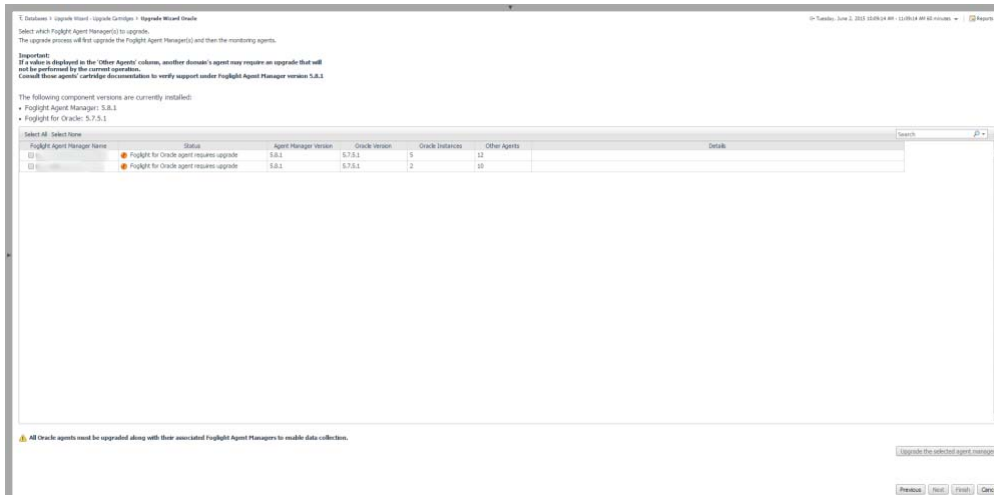 Databases > Upgrade Wizard - Upgrade Cartridges > Upgrade Wizard Oracle
Tuesday, June 2, 2015 10:09:14 AM - 11:09:14 AM 60 minutes Reports
Select which Foglight Agent Manager(s) to upgrade.
The upgrade process will first upgrade the Foglight Agent Manager(s) and then the monitoring agents.
Important:
If a value is displayed in the 'Other Agents' column, another domain's agent may require an upgrade that will
not be performed by the current operation.
Consult those agents' cartridge documentation to verify support under Foglight Agent Manager version 5.8.1
The following component versions are currently installed:
• Foglight Agent Manager: 5.8.1
• Foglight for Oracle: 5.7.5.1
Select All Select None Search
Foglight Agent Manager Name Status Agent Manager Version Oracle Version Oracle Instances Other Agents Details
Foglight for Oracle agent requires upgrade 5.8.1 5.7.5.1 5 12
Foglight for Oracle agent requires upgrade 5.8.1 5.7.5.1 2 10
All Oracle agents must be upgraded along with their associated Foglight Agent Managers to enable data collection.
Upgrade the selected agent manage
Previous Next Finish Canc